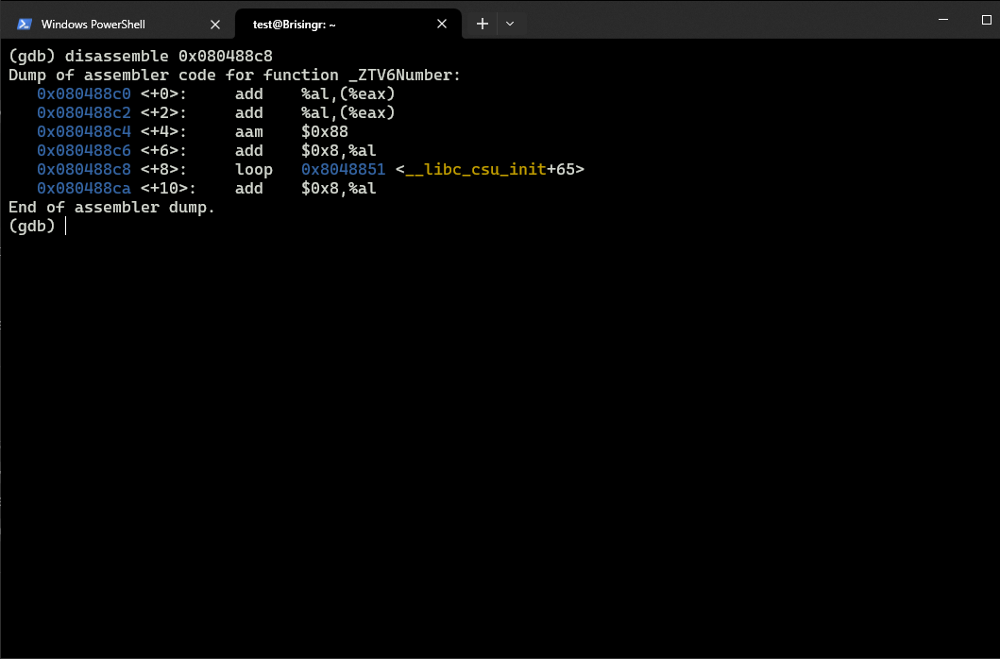 Windows PowerShell
test@Brisingr: ~
(gdb) disassemble 0x080488c8
Dump of assembler code for function _ZTV6Number:
   0x080488c0 <+0>:     add    %al,(%eax)
   0x080488c2 <+2>:     add    %al,(%eax)
   0x080488c4 <+4>:     aam    $0x88
   0x080488c6 <+6>:     add    $0x8,%al
   0x080488c8 <+8>:     loop   0x8048851 <__libc_csu_init+65>
   0x080488ca <+10>:    add    $0x8,%al
End of assembler dump.
(gdb)